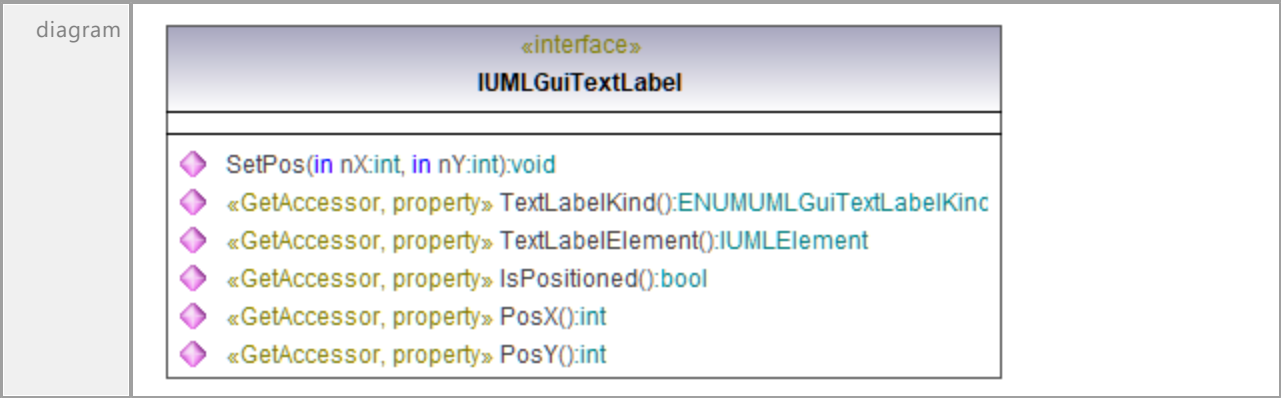 diagram
«interface»
IUMLGuiTextLabel
SetPos(in nX:int, in nY:int):void
«GetAccessor, property» TextLabelKind():ENUMUMLGuiTextLabelKind
«GetAccessor, property» TextLabelElement():IUMLElement
«GetAccessor, property» IsPositioned():bool
«GetAccessor, property» PosX():int
«GetAccessor, property» PosY():int